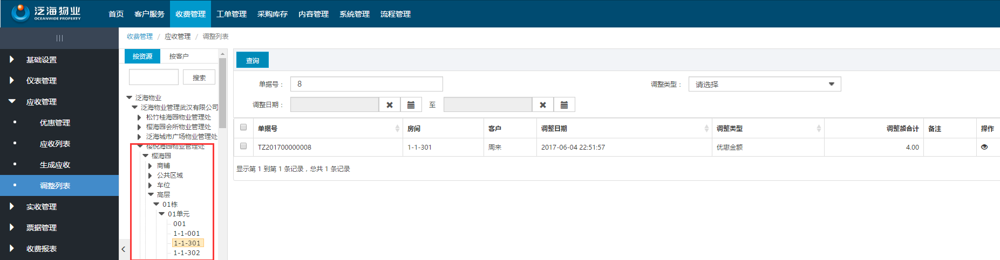 泛海物业
OCEANWIDE PROPERTY
首页 客户服务 收费管理 工单管理 采购库存 内容管理 系统管理 流程管理
收费管理 / 应收管理 / 调整列表
基础设置
仪表管理
应收管理
优惠管理
应收列表
生成应收
调整列表
实收管理
票据管理
收费报表
按资源 按客户
搜索
泛海物业
泛海物业管理武汉有限公司
松竹桂海园物业管理处
樱海园会所物业管理处
泛海城市广场物业管理处
樱悦海园物业管理处
樱海园
商铺
公共区域
车位
高层
01栋
01单元
001
1-1-001
1-1-301
1-1-302
查询
单据号： 8 调整类型： 请选择
调整日期： 至
单据号 房间 客户 调整日期 调整类型 调整额合计 备注 操作
TZ201700000008 1-1-301 周来 2017-06-04 22:51:57 优惠金额 4.00
显示第 1 到第 1 条记录，总共 1 条记录